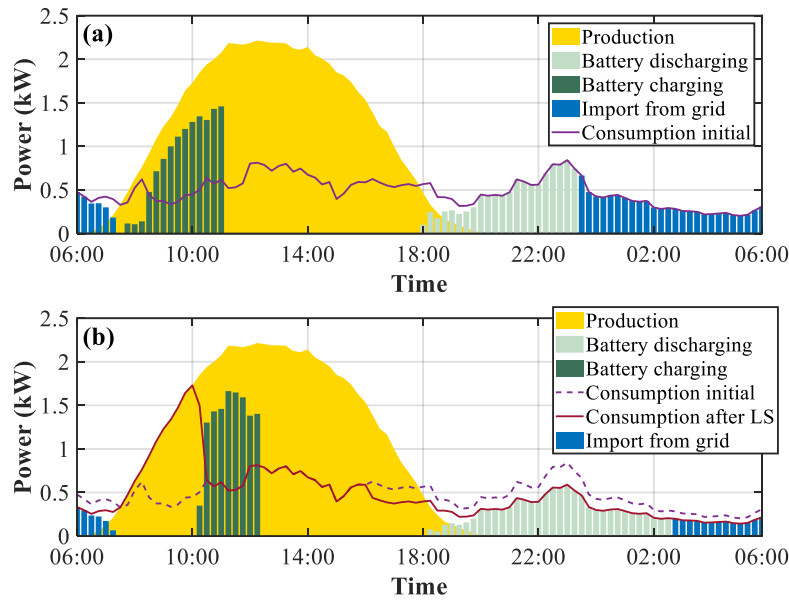 (a)
Power (kW)
2.5
2
1.5
1
0.5
0
Production
Battery discharging
Battery charging
Import from grid
Consumption initial
06:00 10:00 14:00 18:00 22:00 02:00 06:00
Time
(b)
Power (kW)
2.5
2
1.5
1
0.5
0
Production
Battery discharging
Battery charging
Consumption initial
Consumption after LS
Import from grid
06:00 10:00 14:00 18:00 22:00 02:00 06:00
Time